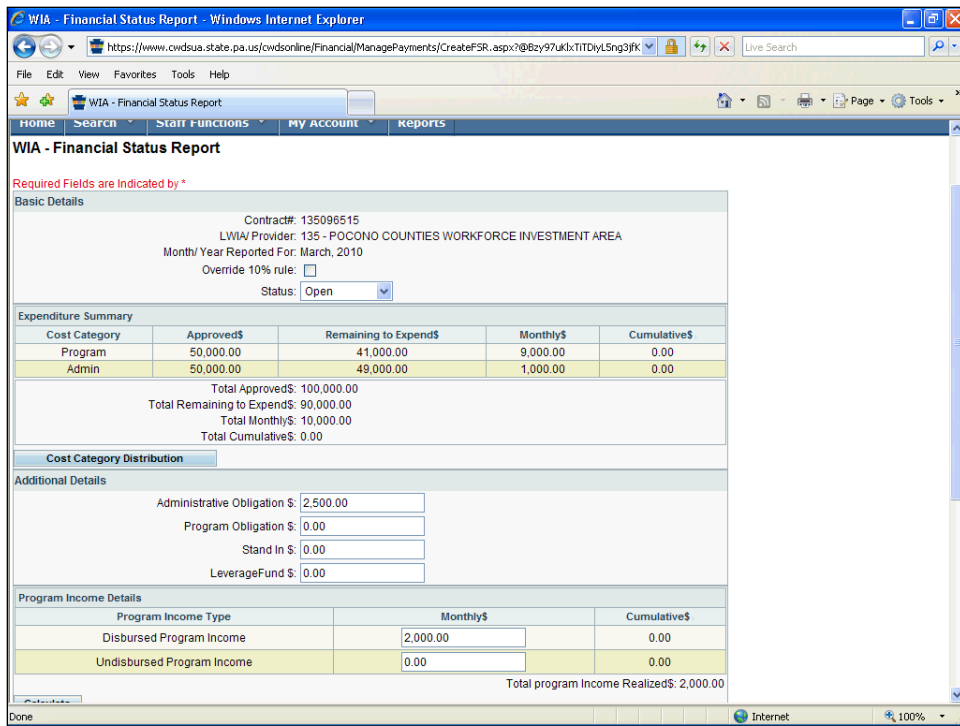 WIA - Financial Status Report - Windows Internet Explorer
https://www.cwdsua.state.pa.us/cwdsonline/Financial/ManagePayments/CreateFSR.aspx?@Bzy97uKlxTiTDiyL5ng3jfK
Live Search
File Edit View Favorites Tools Help
WIA - Financial Status Report
Page Tools
Home Search Staff Functions My Account Reports
WIA - Financial Status Report
Required Fields are Indicated by *
Basic Details
Contract#: 135096515
LWIA/ Provider: 135 - POCONO COUNTIES WORKFORCE INVESTMENT AREA
Month/ Year Reported For: March, 2010
Override 10% rule:
Status: Open
Expenditure Summary
Cost Category Approved$ Remaining to Expend$ Monthly$ Cumulative$
Program 50,000.00 41,000.00 9,000.00 0.00
Admin 50,000.00 49,000.00 1,000.00 0.00
Total Approved$: 100,000.00
Total Remaining to Expend$: 90,000.00
Total Monthly$: 10,000.00
Total Cumulative$: 0.00
Cost Category Distribution
Additional Details
Administrative Obligation $: 2,500.00
Program Obligation $: 0.00
Stand In $: 0.00
LeverageFund $: 0.00
Program Income Details
Program Income Type Monthly$ Cumulative$
Disbursed Program Income 2,000.00 0.00
Undisbursed Program Income 0.00 0.00
Total program Income Realized$: 2,000.00
Calculate
Done Internet 100%